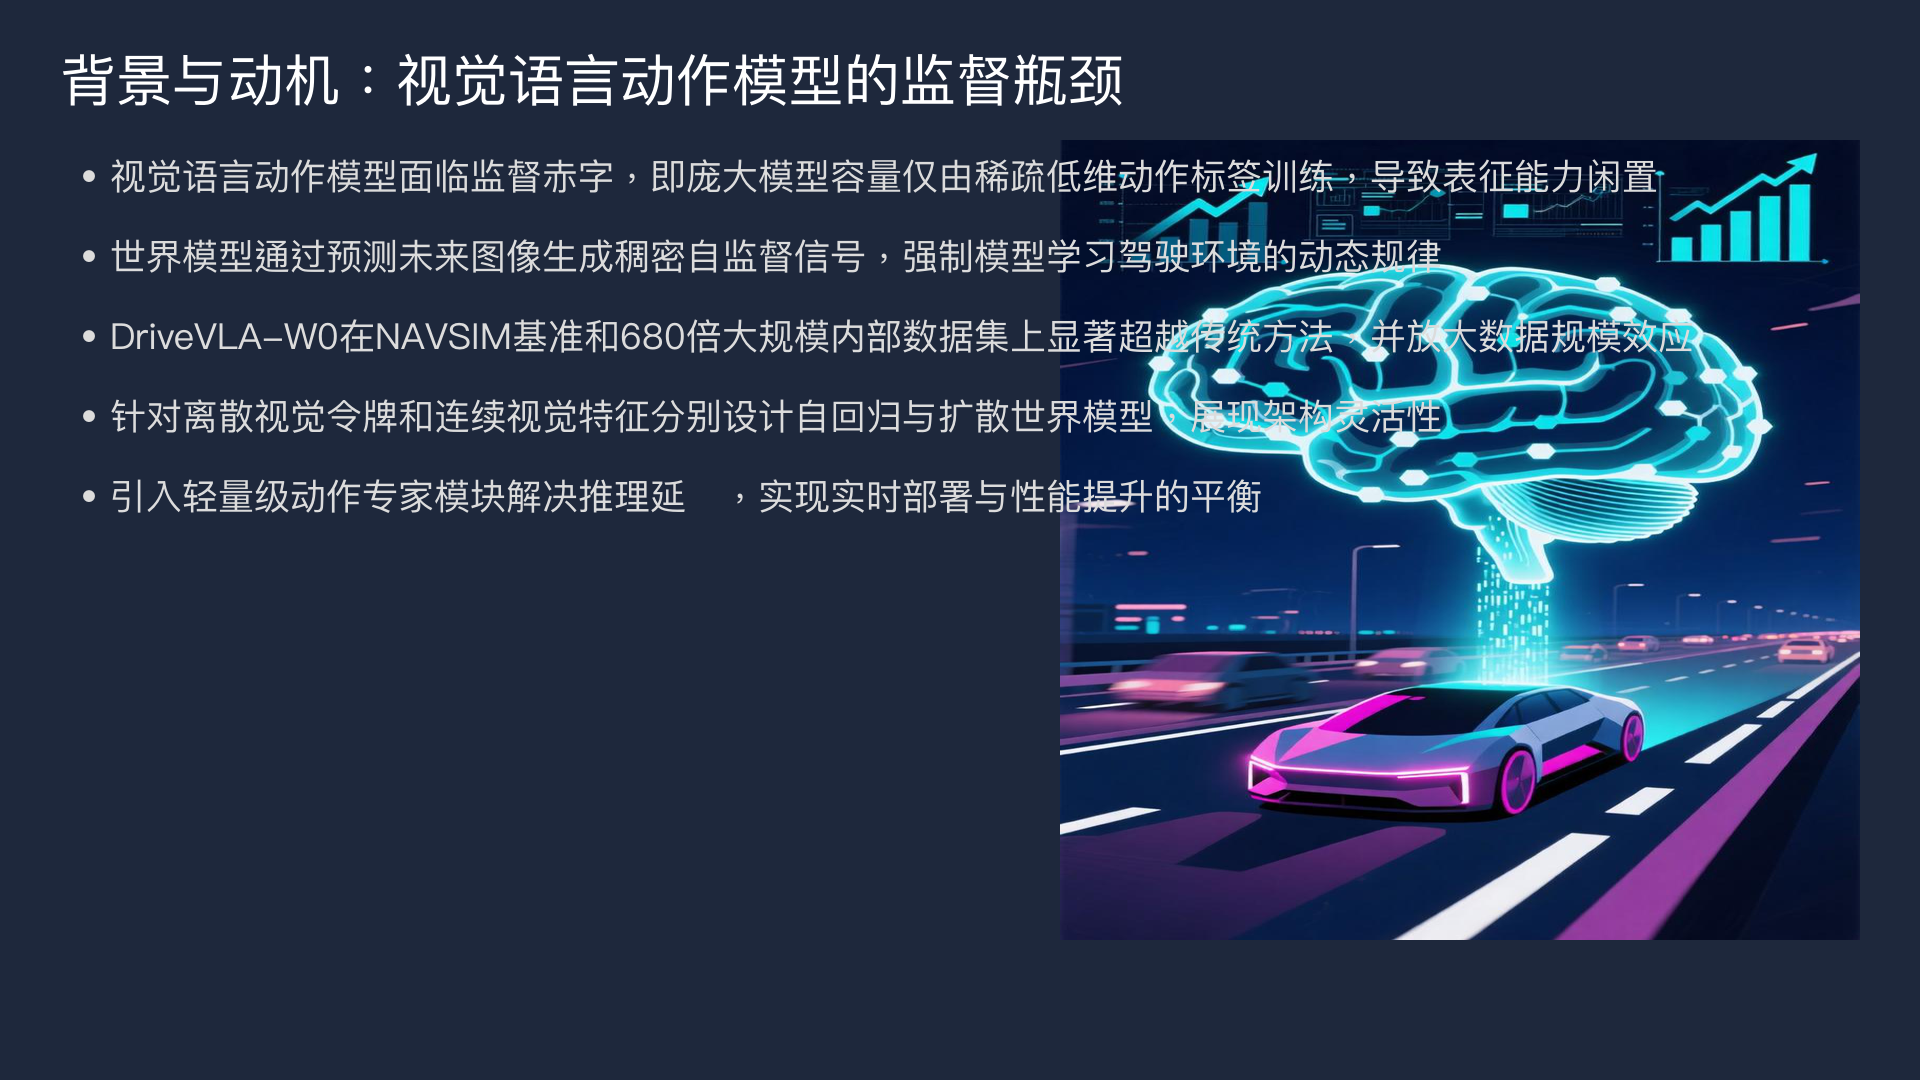 背景与动机：视觉语言动作模型的监督瓶颈
• 视觉语言动作模型面临监督赤字，即庞大模型容量仅由稀疏低维动作标签训练，导致表征能力闲置
• 世界模型通过预测未来图像生成稠密自监督信号，强制模型学习驾驶环境的动态规律
• DriveVLA-W0在NAVSIM基准和680倍大规模内部数据集上显著超越传统方法，并放大数据规模效应
• 针对离散视觉令牌和连续视觉特征分别设计自回归与扩散世界模型，展现架构灵活性
• 引入轻量级动作专家模块解决推理延 ，实现实时部署与性能提升的平衡